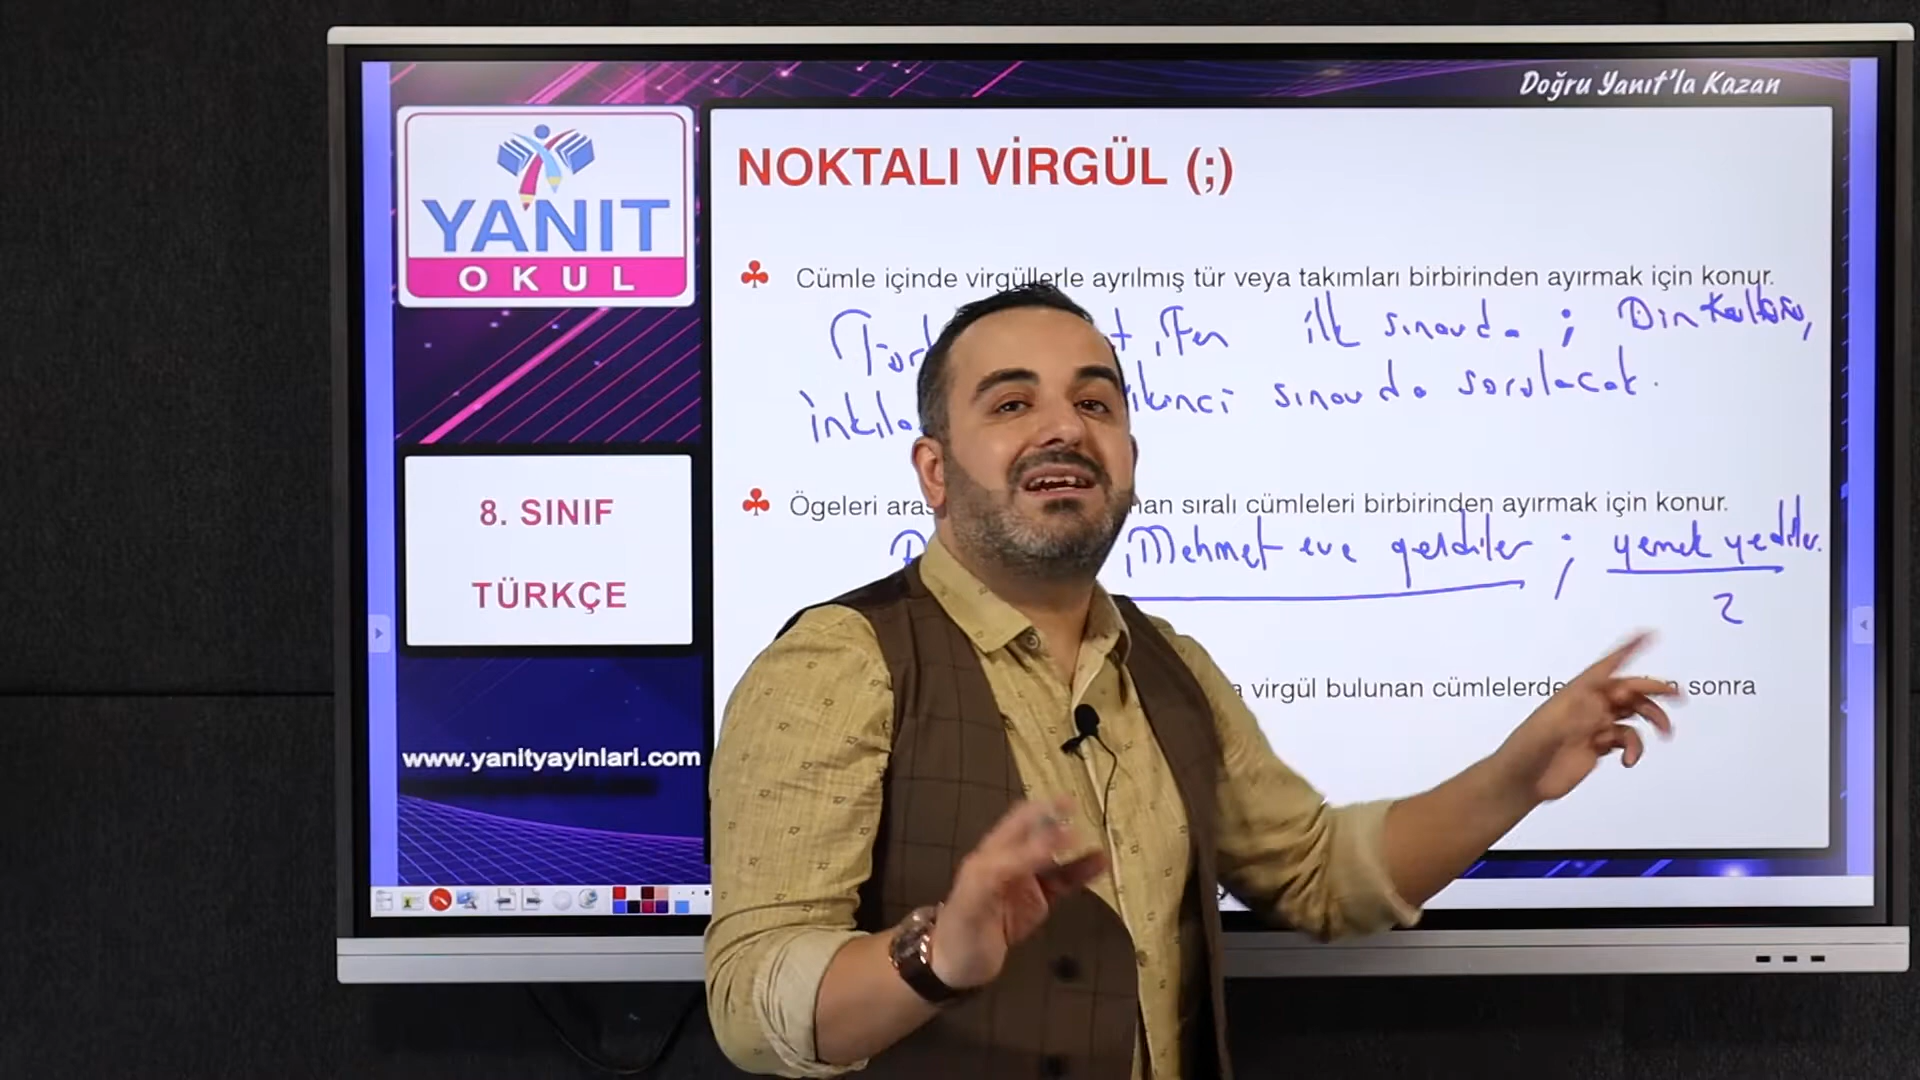 Doğru Yanıt'la Kazan
YANIT
OKUL
8. SINIF
TÜRKÇE
www.yanityayinlari.com
NOKTALI VİRGÜL (;)
Cümle içinde virgüllerle ayrılmış tür veya takımları birbirinden ayırmak için konur.
, Fen ilk sınavda ; Din Kültürü,
ikinci sınavda sorulacak.
Ögeleri sıralı cümleleri birbirinden ayırmak için konur.
, Mehmet eve geldiler ; yemek yediler.
2
virgül bulunan cümlelerde sonra